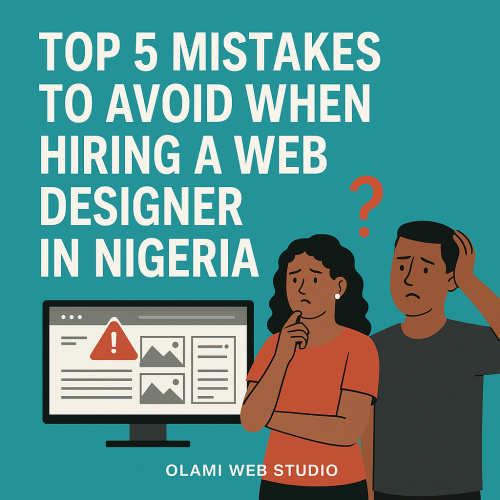 TOP 5 MISTAKES
TO AVOID WHEN
HIRING A WEB
DESIGNER
IN NIGERIA
?
!
OLAMI WEB STUDIO